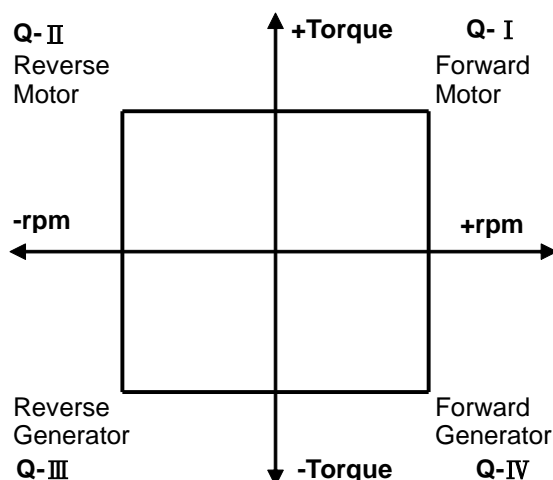 Q-Ⅱ
Reverse
Motor
+Torque
Q-Ⅰ
Forward
Motor
-rpm
+rpm
Reverse
Generator
Q-Ⅲ
-Torque
Forward
Generator
Q-Ⅳ